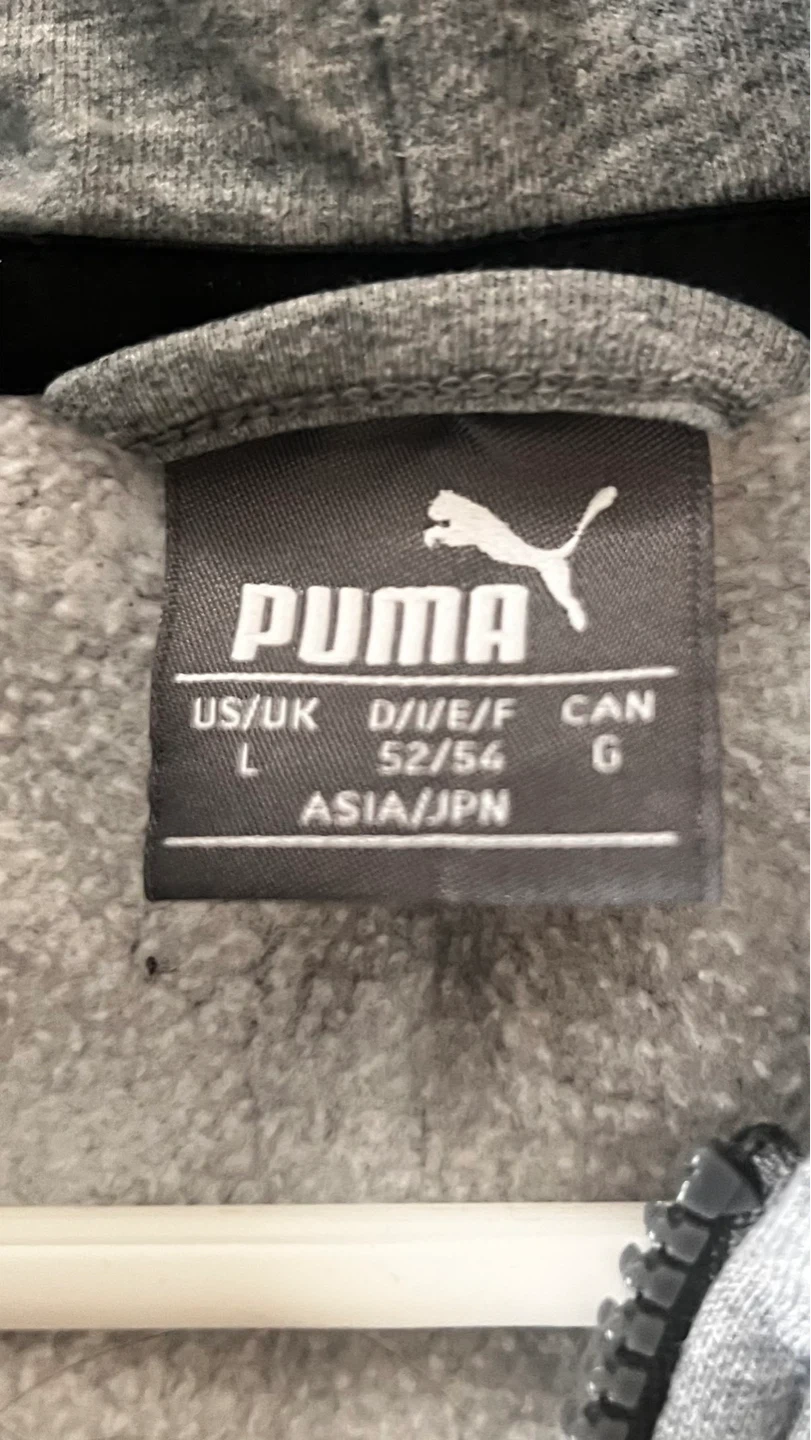 PUMA
US/UK D/I/E/F CAN
L 52/54 G
ASIA/JPN